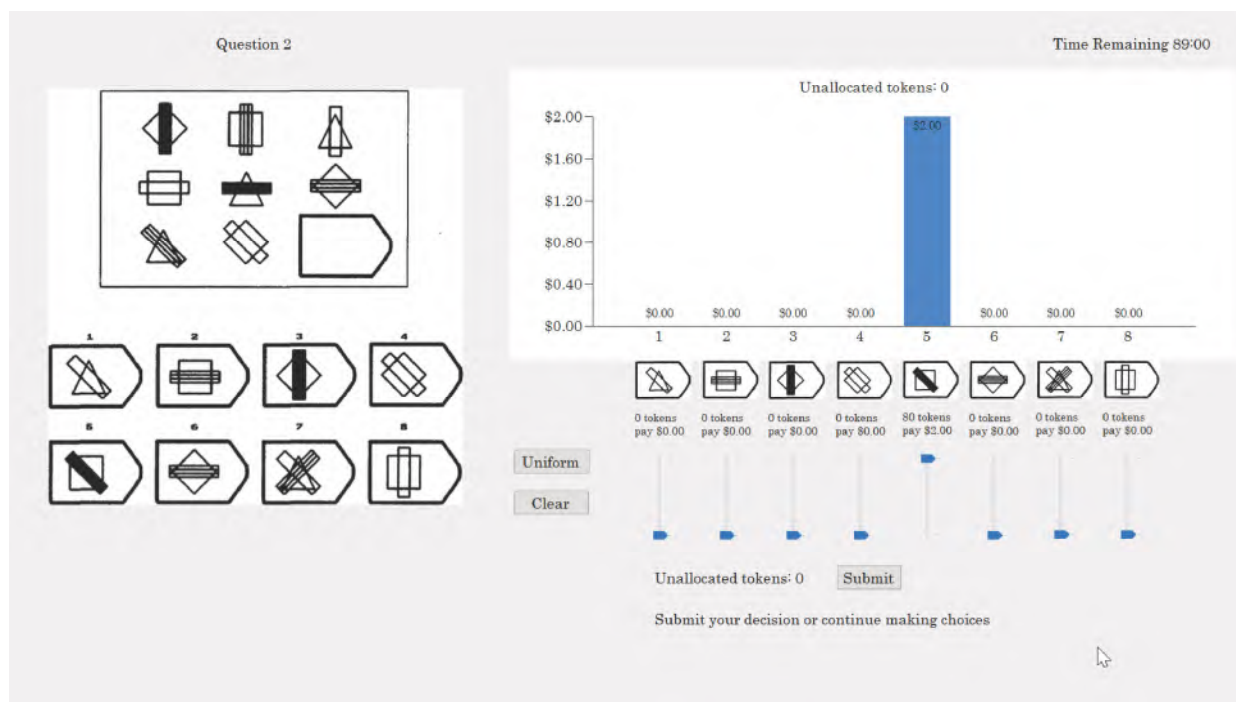 Question 2
Time Remaining 89:00
Unallocated tokens: 0
$2.00
$1.60
$1.20
$0.80
$0.40
$0.00
$0.00 $0.00 $0.00 $0.00 $2.00 $0.00 $0.00 $0.00
1 2 3 4 5 6 7 8
1 2 3 4
5 6 7 8
0 tokens 0 tokens 0 tokens 0 tokens 80 tokens 0 tokens 0 tokens 0 tokens
pay $0.00 pay $0.00 pay $0.00 pay $0.00 pay $2.00 pay $0.00 pay $0.00 pay $0.00
Uniform
Clear
Unallocated tokens: 0 Submit
Submit your decision or continue making choices